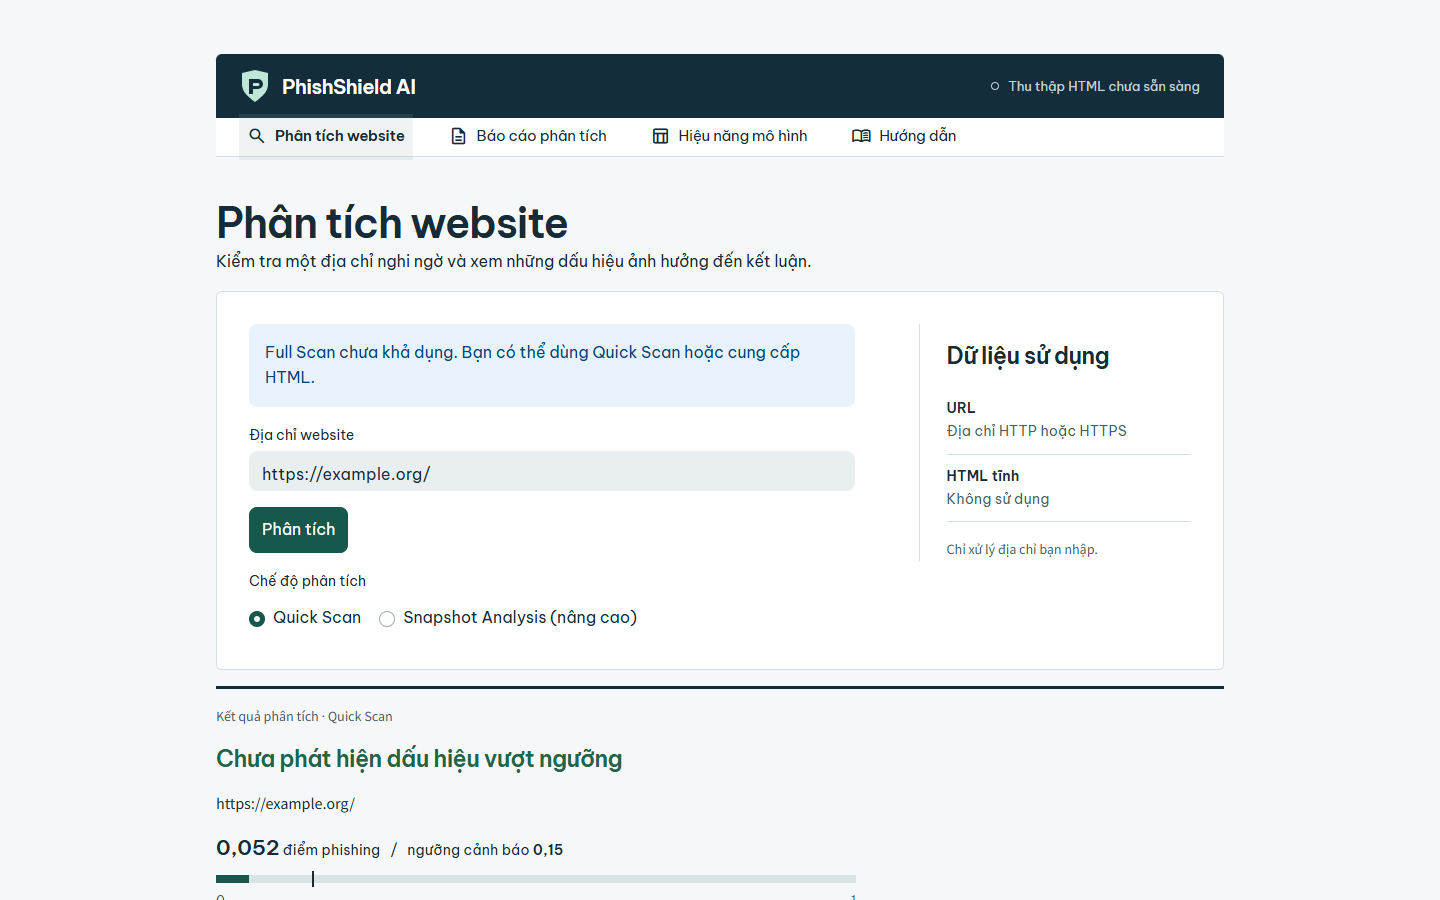 PhishShield AI
Thu thập HTML chưa sẵn sàng
Phân tích website
Báo cáo phân tích
Hiệu năng mô hình
Hướng dẫn
Phân tích website
Kiểm tra một địa chỉ nghi ngờ và xem những dấu hiệu ảnh hưởng đến kết luận.
Full Scan chưa khả dụng. Bạn có thể dùng Quick Scan hoặc cung cấp
HTML.
Địa chỉ website
https://example.org/
Phân tích
Chế độ phân tích
Quick Scan
Snapshot Analysis (nâng cao)
Dữ liệu sử dụng
URL
Địa chỉ HTTP hoặc HTTPS
HTML tĩnh
Không sử dụng
Chỉ xử lý địa chỉ bạn nhập.
Kết quả phân tích · Quick Scan
Chưa phát hiện dấu hiệu vượt ngưỡng
https://example.org/
0,052 điểm phishing / ngưỡng cảnh báo 0,15
0 1